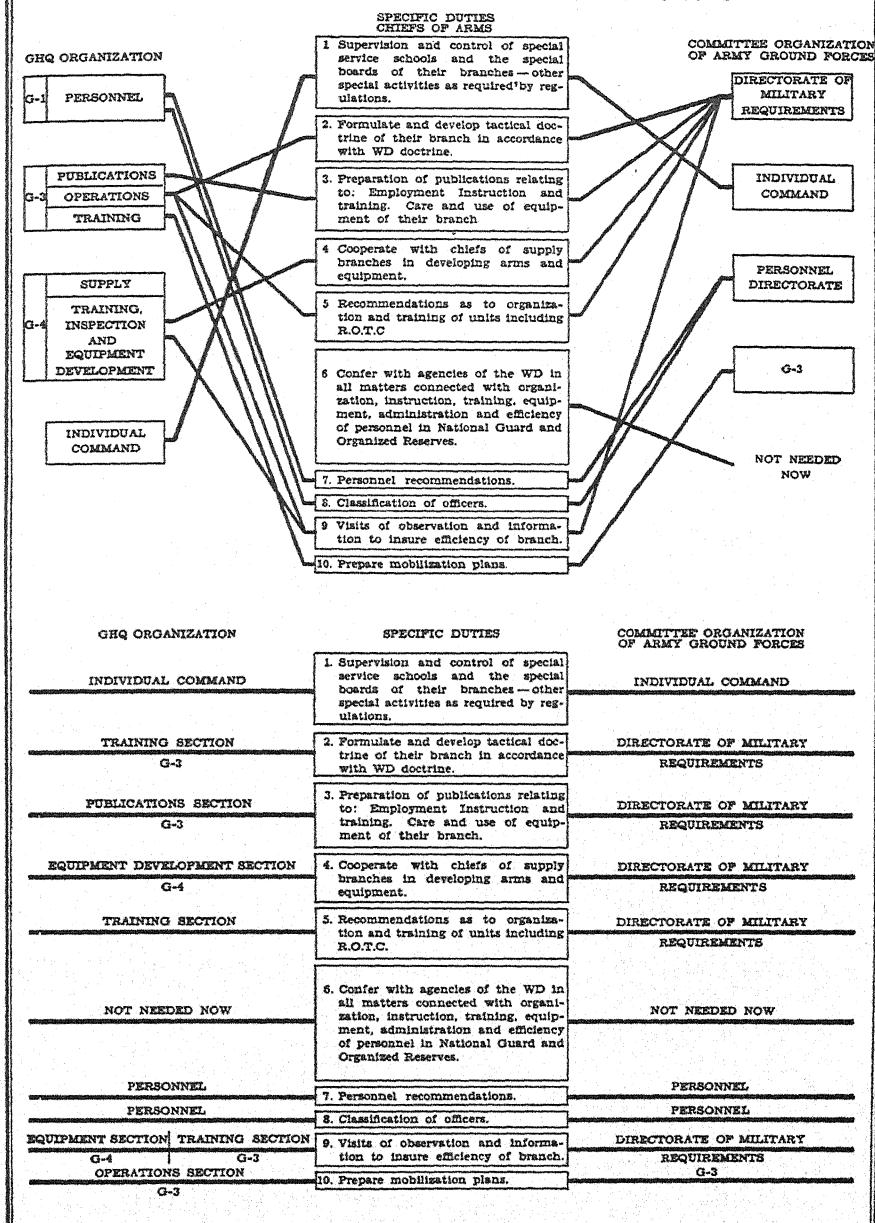 SPECIFIC DUTIES
CHIEFS OF ARMS
GHQ ORGANIZATION
COMMITTEE ORGANIZATION
OF ARMY GROUND FORCES
G-1
PERSONNEL
G-3
PUBLICATIONS
OPERATIONS
TRAINING
G-4
SUPPLY
TRAINING,
INSPECTION
AND
EQUIPMENT
DEVELOPMENT
INDIVIDUAL
COMMAND
1 Supervision and control of special
service schools and the special
boards of their branches — other
special activities as required by reg-
ulations.
2. Formulate and develop tactical doc-
trine of their branch in accordance
with WD doctrine.
3. Preparation of publications relating
to: Employment Instruction and
training. Care and use of equip-
ment of their branch
4 Cooperate with chiefs of supply
branches in developing arms and
equipment.
5 Recommendations as to organiza-
tion and training of units including
R.O.T.C
6 Confer with agencies of the WD in
all matters connected with organi-
zation, instruction, training, equip-
ment, administration and efficiency
of personnel in National Guard and
Organized Reserves.
7. Personnel recommendations.
8. Classification of officers.
9 Visits of observation and informa-
tion to insure efficiency of branch.
10. Prepare mobilization plans.
DIRECTORATE OF
MILITARY
REQUIREMENTS
INDIVIDUAL
COMMAND
PERSONNEL
DIRECTORATE
G-3
NOT NEEDED
NOW
GHQ ORGANIZATION
SPECIFIC DUTIES
COMMITTEE ORGANIZATION
OF ARMY GROUND FORCES
INDIVIDUAL COMMAND
1. Supervision and control of special
service schools and the special
boards of their branches — other
special activities as required by reg-
ulations.
INDIVIDUAL COMMAND
TRAINING SECTION
G-3
2. Formulate and develop tactical doc-
trine of their branch in accordance
with WD doctrine.
DIRECTORATE OF MILITARY
REQUIREMENTS
PUBLICATIONS SECTION
G-3
3. Preparation of publications relating
to: Employment Instruction and
training. Care and use of equip-
ment of their branch.
DIRECTORATE OF MILITARY
REQUIREMENTS
EQUIPMENT DEVELOPMENT SECTION
G-4
4. Cooperate with chiefs of supply
branches in developing arms and
equipment.
DIRECTORATE OF MILITARY
REQUIREMENTS
TRAINING SECTION
5. Recommendations as to organiza-
tion and training of units including
R.O.T.C.
DIRECTORATE OF MILITARY
REQUIREMENTS
NOT NEEDED NOW
6. Confer with agencies of the WD in
all matters connected with organi-
zation, instruction, training, equip-
ment, administration and efficiency
of personnel in National Guard and
Organized Reserves.
NOT NEEDED NOW
PERSONNEL
7. Personnel recommendations.
PERSONNEL
PERSONNEL
8. Classification of officers.
PERSONNEL
EQUIPMENT SECTION TRAINING SECTION
G-4 G-3
9. Visits of observation and informa-
tion to insure efficiency of branch.
DIRECTORATE OF MILITARY
REQUIREMENTS
OPERATIONS SECTION
G-3
10. Prepare mobilization plans.
G-3